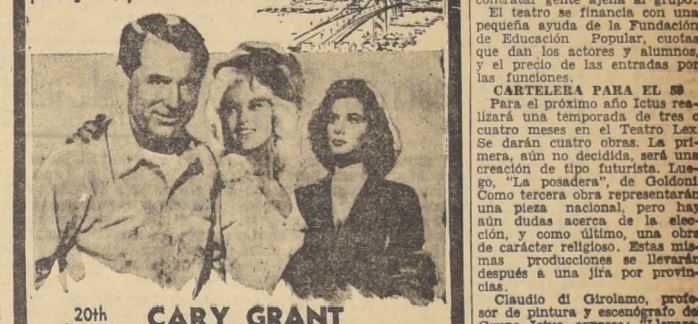 20th CARY GRANT
contratar gente ajena al grupo.
El teatro se financia con una
pequeña ayuda de la Fundación
de Educación Popular, cuotas
que dan los actores y alumnos,
y el precio de las entradas por
las funciones.
CARTELERA PARA EL 59
Para el próximo año Ictus rea-
lizará una temporada de tres o
cuatro meses en el Teatro Lex.
Se darán cuatro obras. La pri-
mera, aún no decidida, será una
creación de tipo futurista. Lue-
go, "La posadera", de Goldoni
Como tercera obra representarán
una pieza nacional, pero hay
aún dudas acerca de la elec-
ción, y como último, una obra
de carácter religioso. Estas mis-
mas producciones se llevarán
después a una jira por provin
cias.
Claudio di Girolamo, profe-
sor de pintura y escenógrafo de